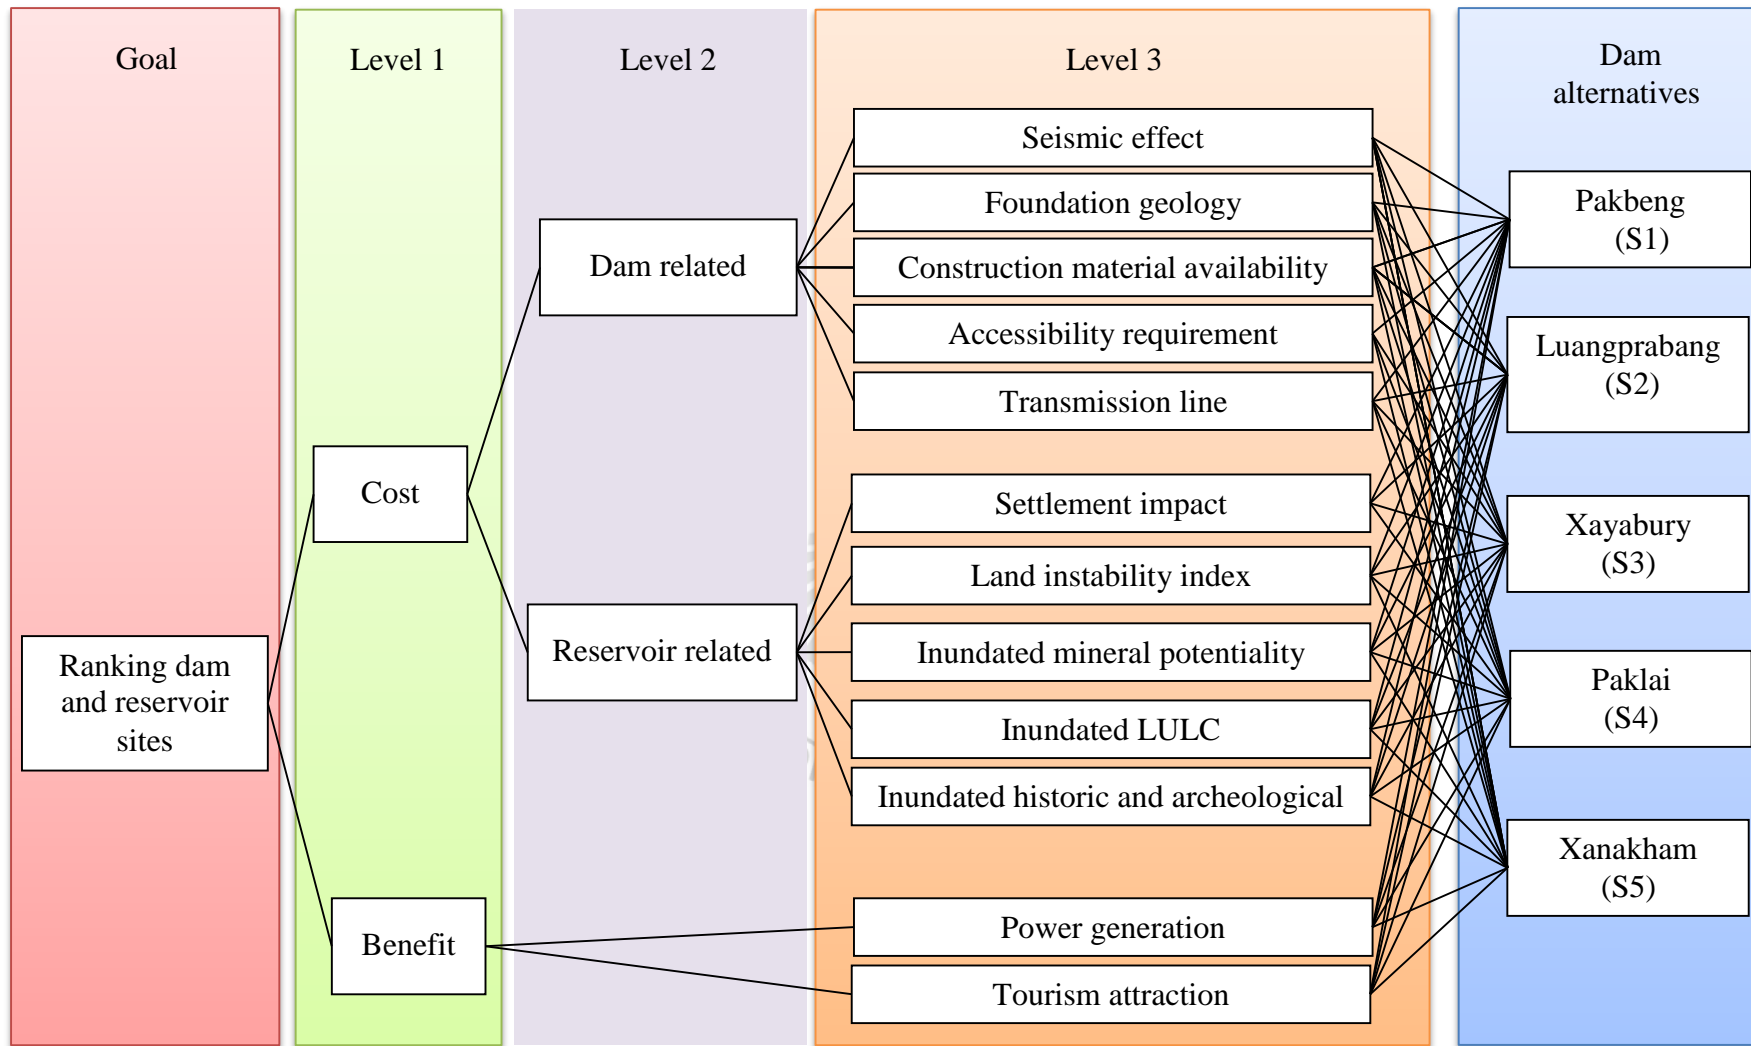 Goal
Level 1
Level 2
Level 3
Dam
alternatives
Ranking dam
and reservoir
sites
Cost
Benefit
Dam related
Reservoir related
Seismic effect
Foundation geology
Construction material availability
Accessibility requirement
Transmission line
Settlement impact
Land instability index
Inundated mineral potentiality
Inundated LULC
Inundated historic and archeological
Power generation
Tourism attraction
Pakbeng
(S1)
Luangprabang
(S2)
Xayabury
(S3)
Paklai
(S4)
Xanakham
(S5)